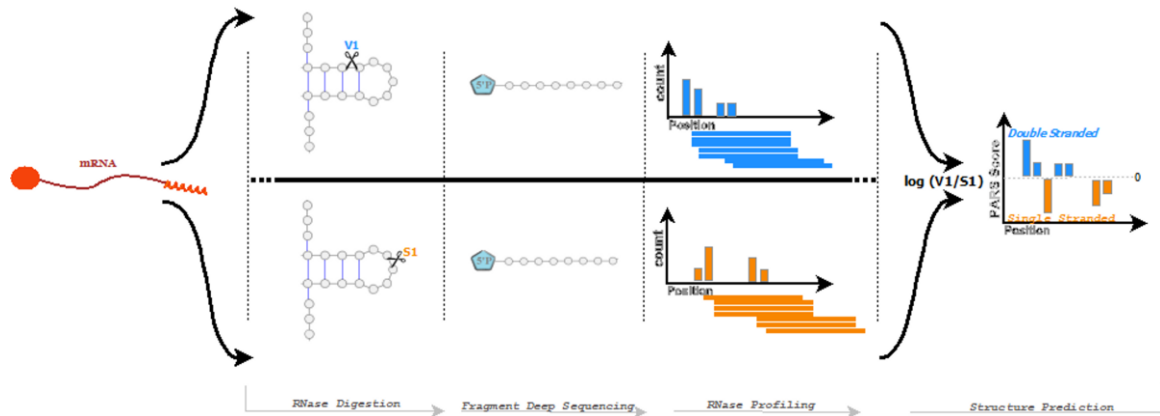 V1
5'P
count
Position
mRNA
log (V1/S1)
Double Stranded
PARS Score
0
Single Stranded
Position
S1
5'P
count
Position
RNase Digestion
Fragment Deep Sequencing
RNase Profiling
Structure Prediction